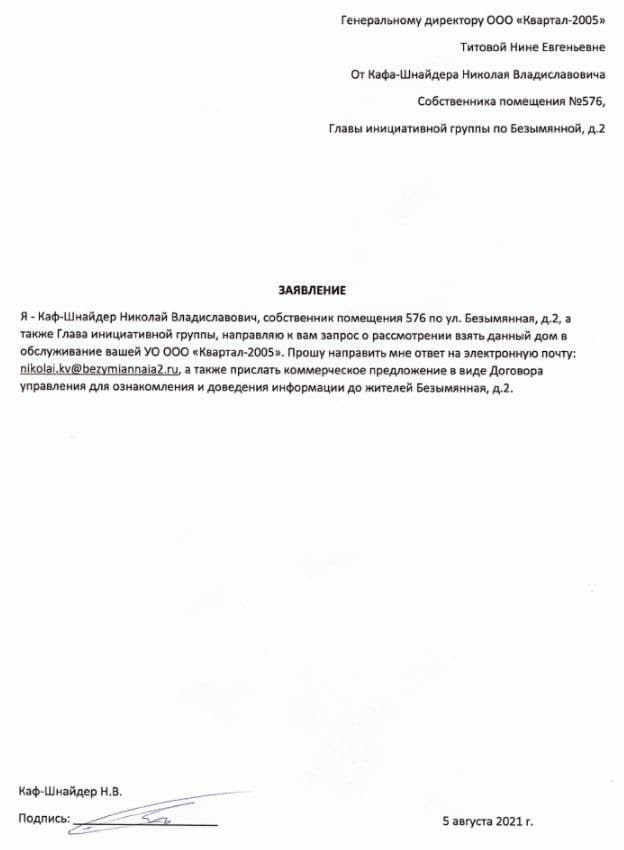 Генеральному директору ООО «Квартал-2005»
Титовой Нине Евгеньевне
От Кафа-Шнайдера Николая Владиславовича
Собственника помещения №576,
Главы инициативной группы по Безымянной, д.2
ЗАЯВЛЕНИЕ
Я - Каф-Шнайдер Николай Владиславович, собственник помещения 576 по ул. Безымянная, д.2, а
также Глава инициативной группы, направляю к вам запрос о рассмотрении взять данный дом в
обслуживание вашей УО ООО «Квартал-2005». Прошу направить мне ответ на электронную почту:
nikolai.kv@bezymiannaia2.ru, а также прислать коммерческое предложение в виде Договора
управления для ознакомления и доведения информации до жителей Безымянная, д.2.
Каф-Шнайдер Н.В.
Подпись:
5 августа 2021 г.